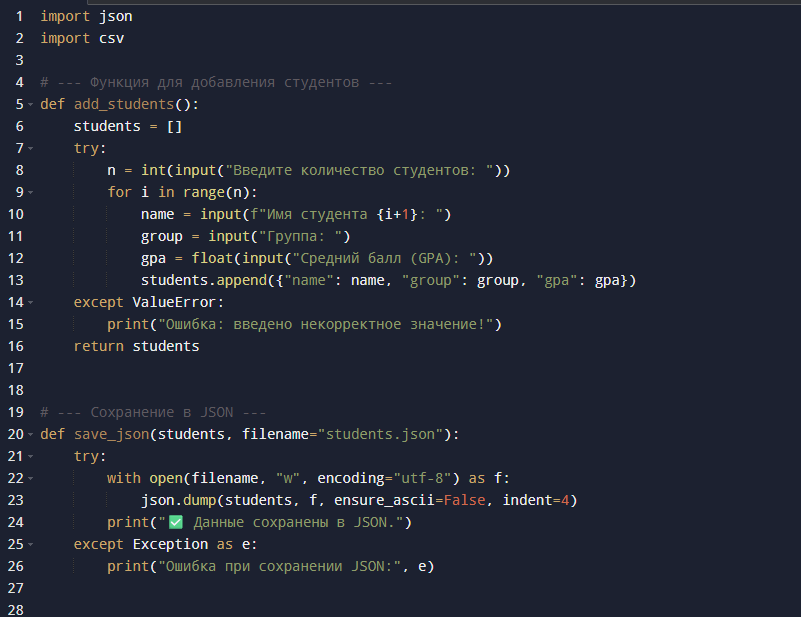 1 import json
2 import csv
3
4 # --- Функция для добавления студентов ---
5 def add_students():
6     students = []
7     try:
8         n = int(input("Введите количество студентов: "))
9         for i in range(n):
10             name = input(f"Имя студента {i+1}: ")
11             group = input("Группа: ")
12             gpa = float(input("Средний балл (GPA): "))
13             students.append({"name": name, "group": group, "gpa": gpa})
14     except ValueError:
15         print("Ошибка: введено некорректное значение!")
16     return students
17
18
19 # --- Сохранение в JSON ---
20 def save_json(students, filename="students.json"):
21     try:
22         with open(filename, "w", encoding="utf-8") as f:
23             json.dump(students, f, ensure_ascii=False, indent=4)
24         print("✅ Данные сохранены в JSON.")
25     except Exception as e:
26         print("Ошибка при сохранении JSON:", e)
27
28